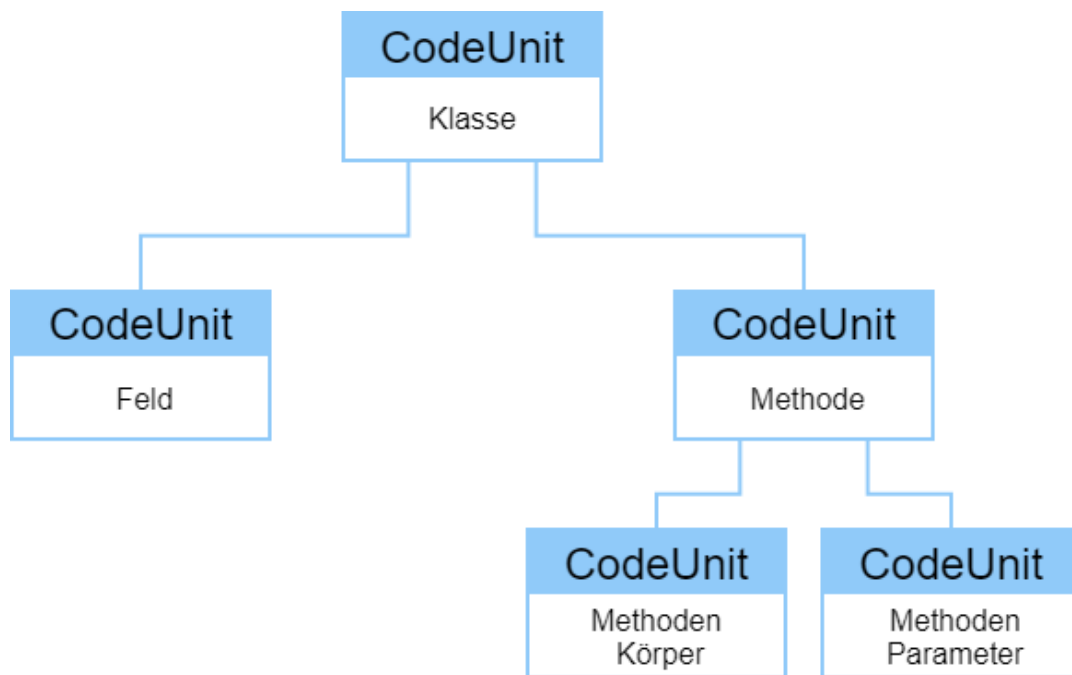 CodeUnit
Klasse
CodeUnit
Feld
CodeUnit
Methode
CodeUnit
Methoden
Körper
CodeUnit
Methoden
Parameter